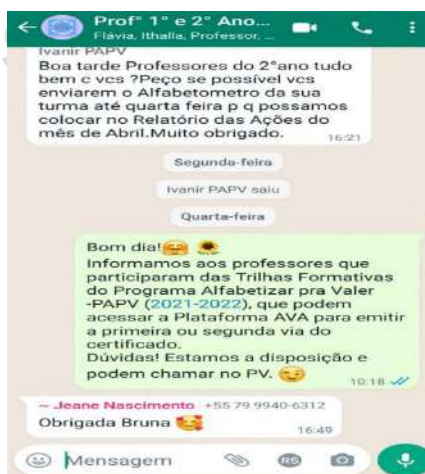 Prof° 1° e 2° Ano...
Flávia, Ithalla, Professor, ...
Ivanir PAPV
Boa tarde Professores do 2°ano tudo
bem c vcs ?Peço se possível vcs
enviarem o Alfabetometro da sua
turma até quarta feira p q possamos
colocar no Relatório das Ações do
mês de Abril.Muito obrigado.
16:21
Segunda-feira
Ivanir PAPV saiu
Quarta-feira
Bom dia!
Informamos aos professores que
participaram das Trilhas Formativas
do Programa Alfabetizar pra Valer
-PAPV (2021-2022), que podem
acessar a Plataforma AVA para emitir
a primeira ou segunda via do
certificado.
Dúvidas! Estamos a disposição e
podem chamar no PV.
10:18
~ Jeane Nascimento +55 79 9940-6312
Obrigada Bruna
16:49
Mensagem
R$